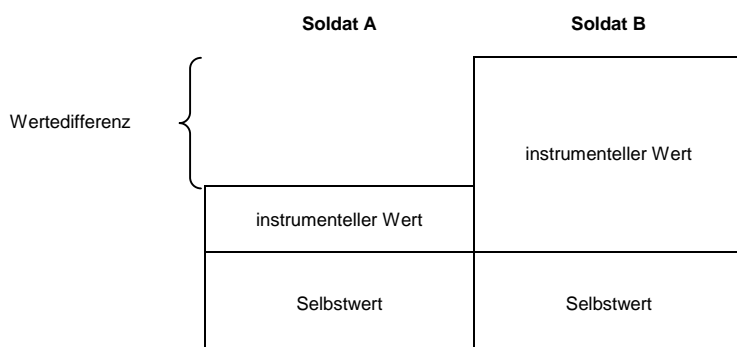 Soldat A
Soldat B
Wertedifferenz
instrumenteller Wert
instrumenteller Wert
Selbstwert
Selbstwert